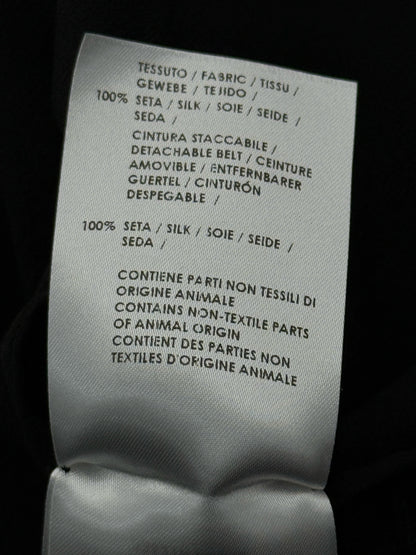 TESSUTO / FABRIC / TISSU /
GEWEBE / TEJIDO /
100% SETA / SILK / SOIE / SEIDE /
SEDA /
CINTURA STACCABILE /
DETACHABLE BELT / CEINTURE
AMOVIBLE / ENTFERNBARER
GUERTEL / CINTURÓN
DESPEGABLE /
100% SETA / SILK / SOIE / SEIDE /
SEDA /
CONTIENE PARTI NON TESSILI DI
ORIGINE ANIMALE
CONTAINS NON-TEXTILE PARTS
OF ANIMAL ORIGIN
CONTIENT DES PARTIES NON
TEXTILES D'ORIGINE ANIMALE